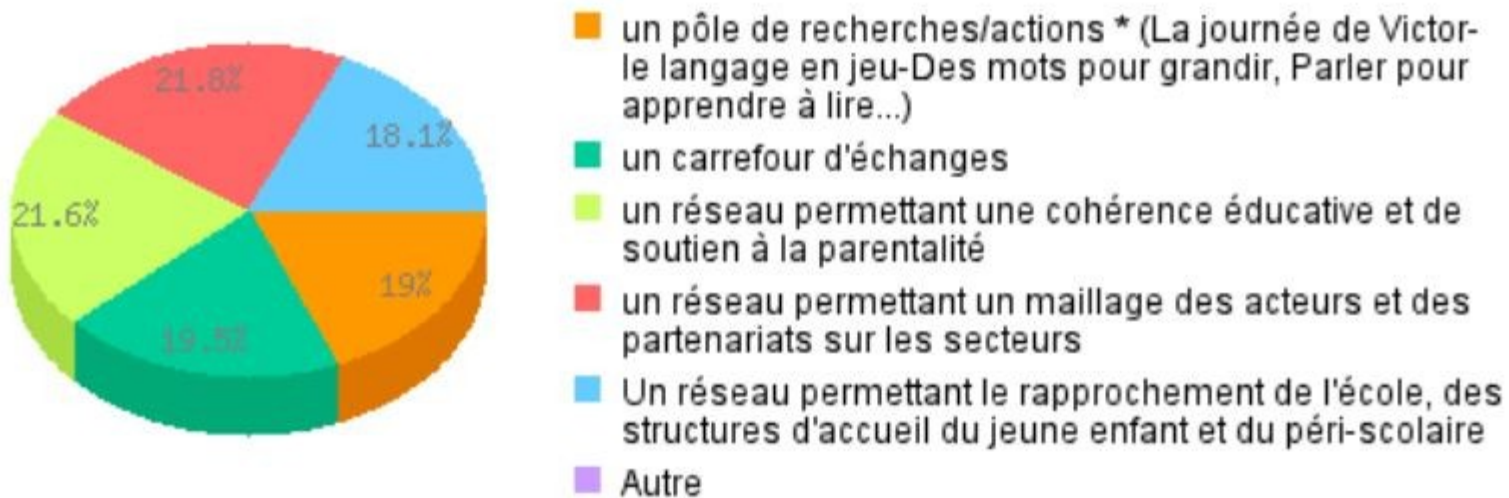 21.8%
18.1%
21.6%
19%
19.5%
un pôle de recherches/actions * (La journée de Victor-
le langage en jeu-Des mots pour grandir, Parler pour
apprendre à lire...)
un carrefour d'échanges
un réseau permettant une cohérence éducative et de
soutien à la parentalité
un réseau permettant un maillage des acteurs et des
partenariats sur les secteurs
Un réseau permettant le rapprochement de l'école, des
structures d'accueil du jeune enfant et du péri-scolaire
Autre